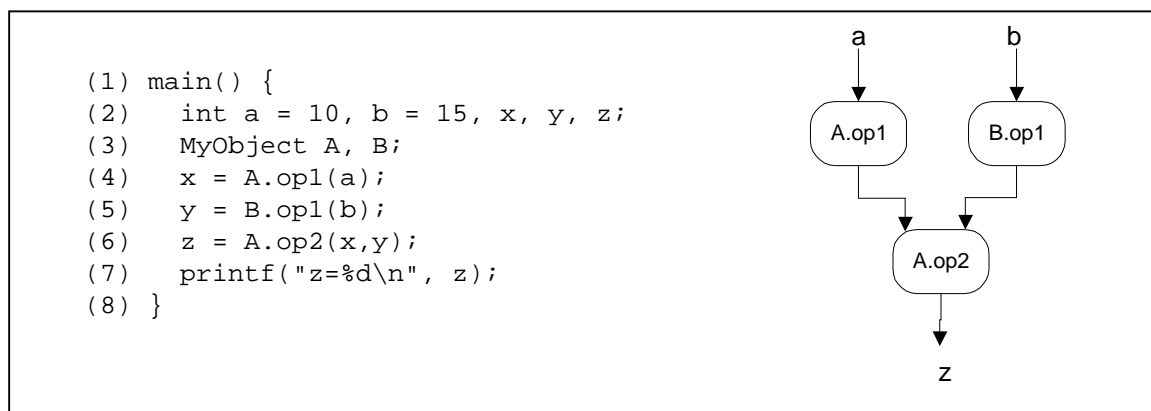 (1) main() {
(2)   int a = 10, b = 15, x, y, z;
(3)   MyObject A, B;
(4)   x = A.op1(a);
(5)   y = B.op1(b);
(6)   z = A.op2(x,y);
(7)   printf("z=%d\n", z);
(8) }
a b
A.op1 B.op1
A.op2
z